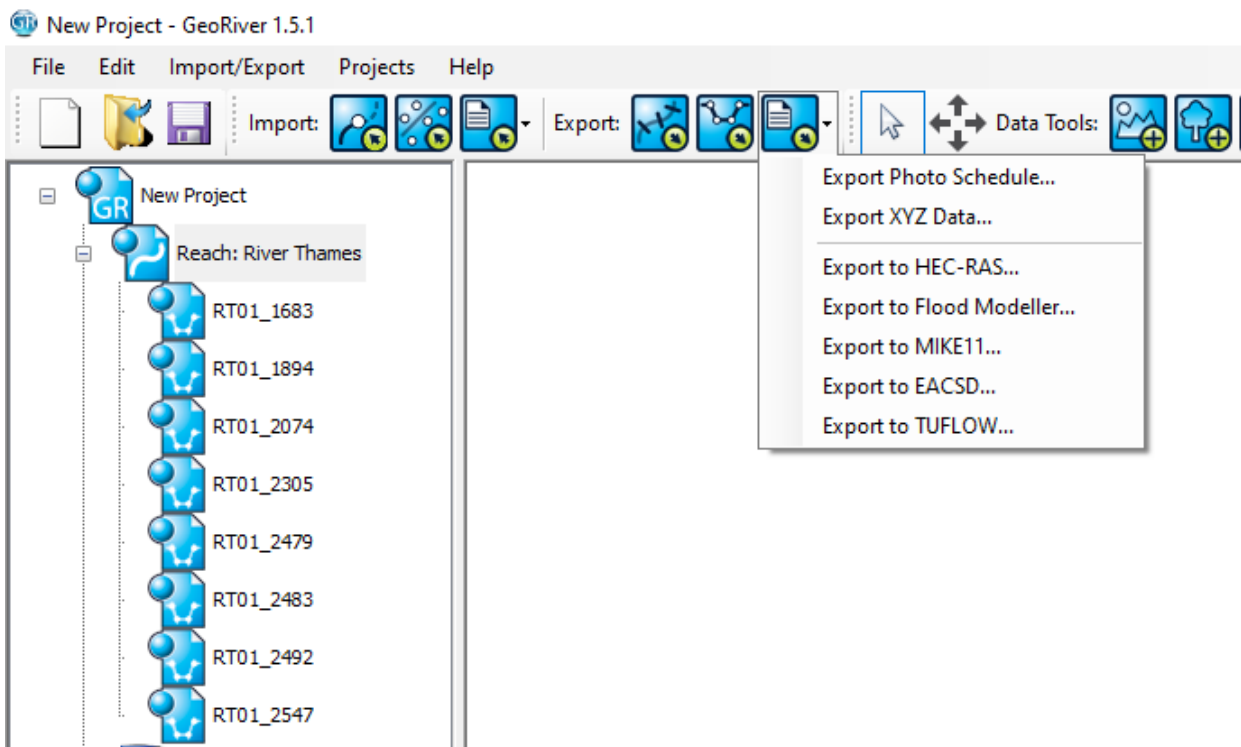 New Project - GeoRiver 1.5.1
File Edit Import/Export Projects Help
Import: Export: Data Tools:
Export Photo Schedule...
Export XYZ Data...
Export to HEC-RAS...
Export to Flood Modeller...
Export to MIKE11...
Export to EACSD...
Export to TUFLOW...
New Project
Reach: River Thames
RT01_1683
RT01_1894
RT01_2074
RT01_2305
RT01_2479
RT01_2483
RT01_2492
RT01_2547
GR
GR